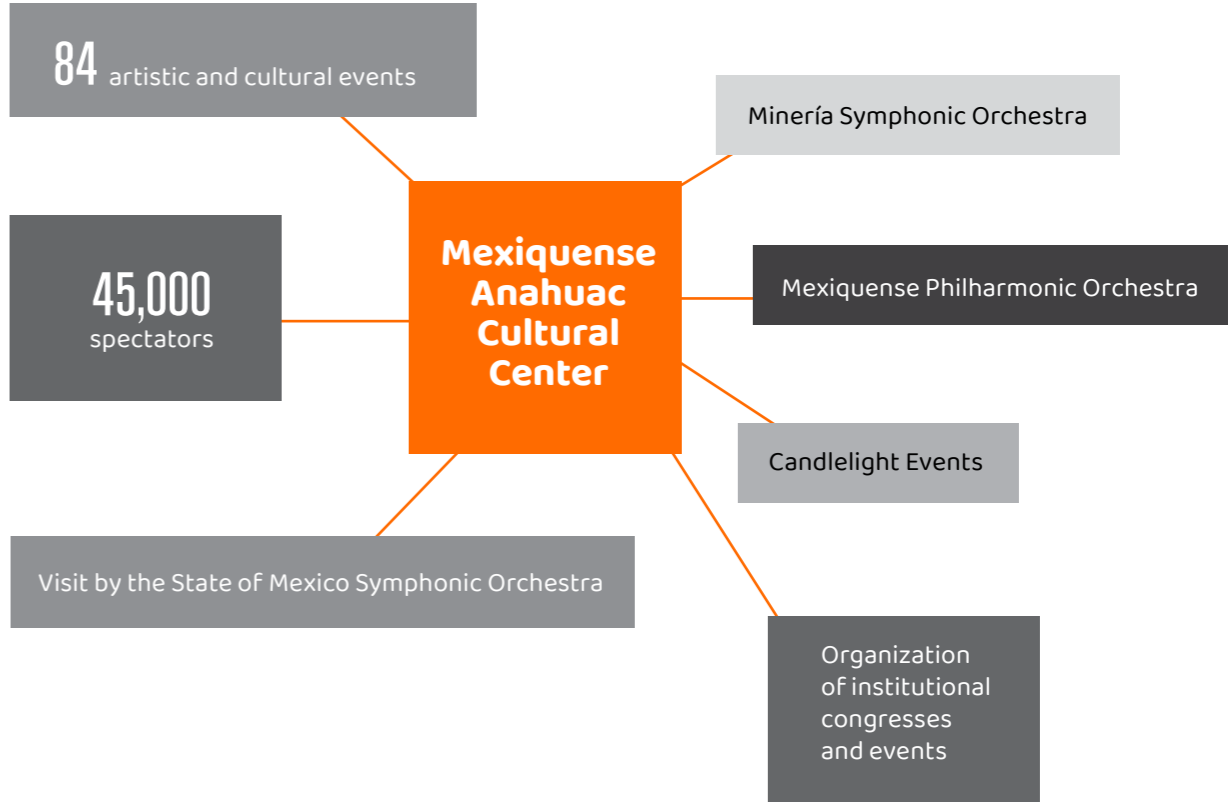 84 artistic and cultural events
Minería Symphonic Orchestra
45,000
spectators
Mexiquense
Anahuac
Cultural
Center
Mexiquense Philharmonic Orchestra
Candlelight Events
Visit by the State of Mexico Symphonic Orchestra
Organization
of institutional
congresses
and events